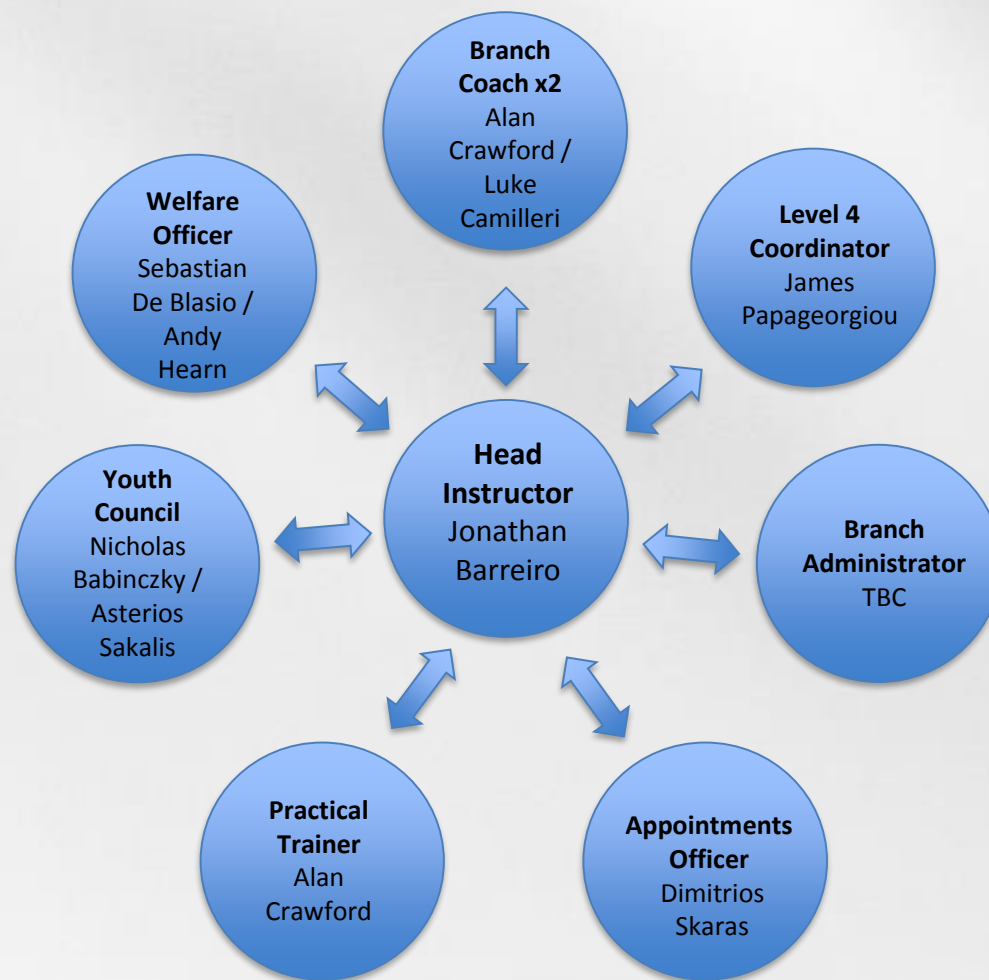 Branch
Coach x2
Alan
Crawford /
Luke
Camilleri
Welfare
Officer
Sebastian
De Blasio /
Andy
Hearn
Level 4
Coordinator
James
Papageorgiou
Head
Instructor
Jonathan
Barreiro
Youth
Council
Nicholas
Babinczky /
Asterios
Sakalis
Branch
Administrator
TBC
Practical
Trainer
Alan
Crawford
Appointments
Officer
Dimitrios
Skaras